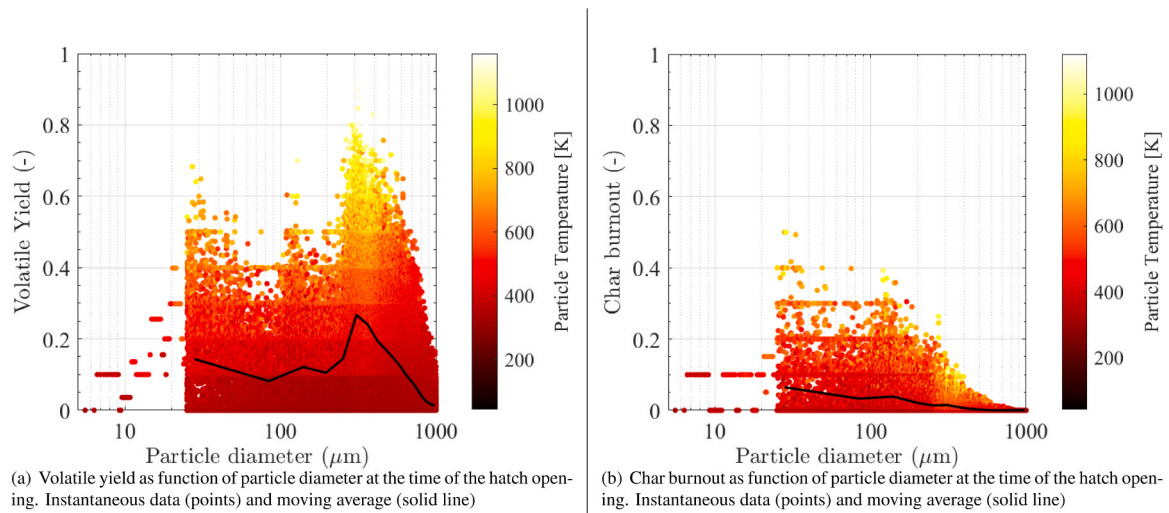 1
0.8
0.6
0.4
0.2
0
Volatile Yield (-)
10
100
1000
Particle diameter (μm)
1000
800
600
400
200
Particle Temperature [K]
(a) Volatile yield as function of particle diameter at the time of the hatch open-
ing. Instantaneous data (points) and moving average (solid line)
1
0.8
0.6
0.4
0.2
0
Char burnout (-)
10
100
1000
Particle diameter (μm)
1000
800
600
400
200
Particle Temperature [K]
(b) Char burnout as function of particle diameter at the time of the hatch open-
ing. Instantaneous data (points) and moving average (solid line)